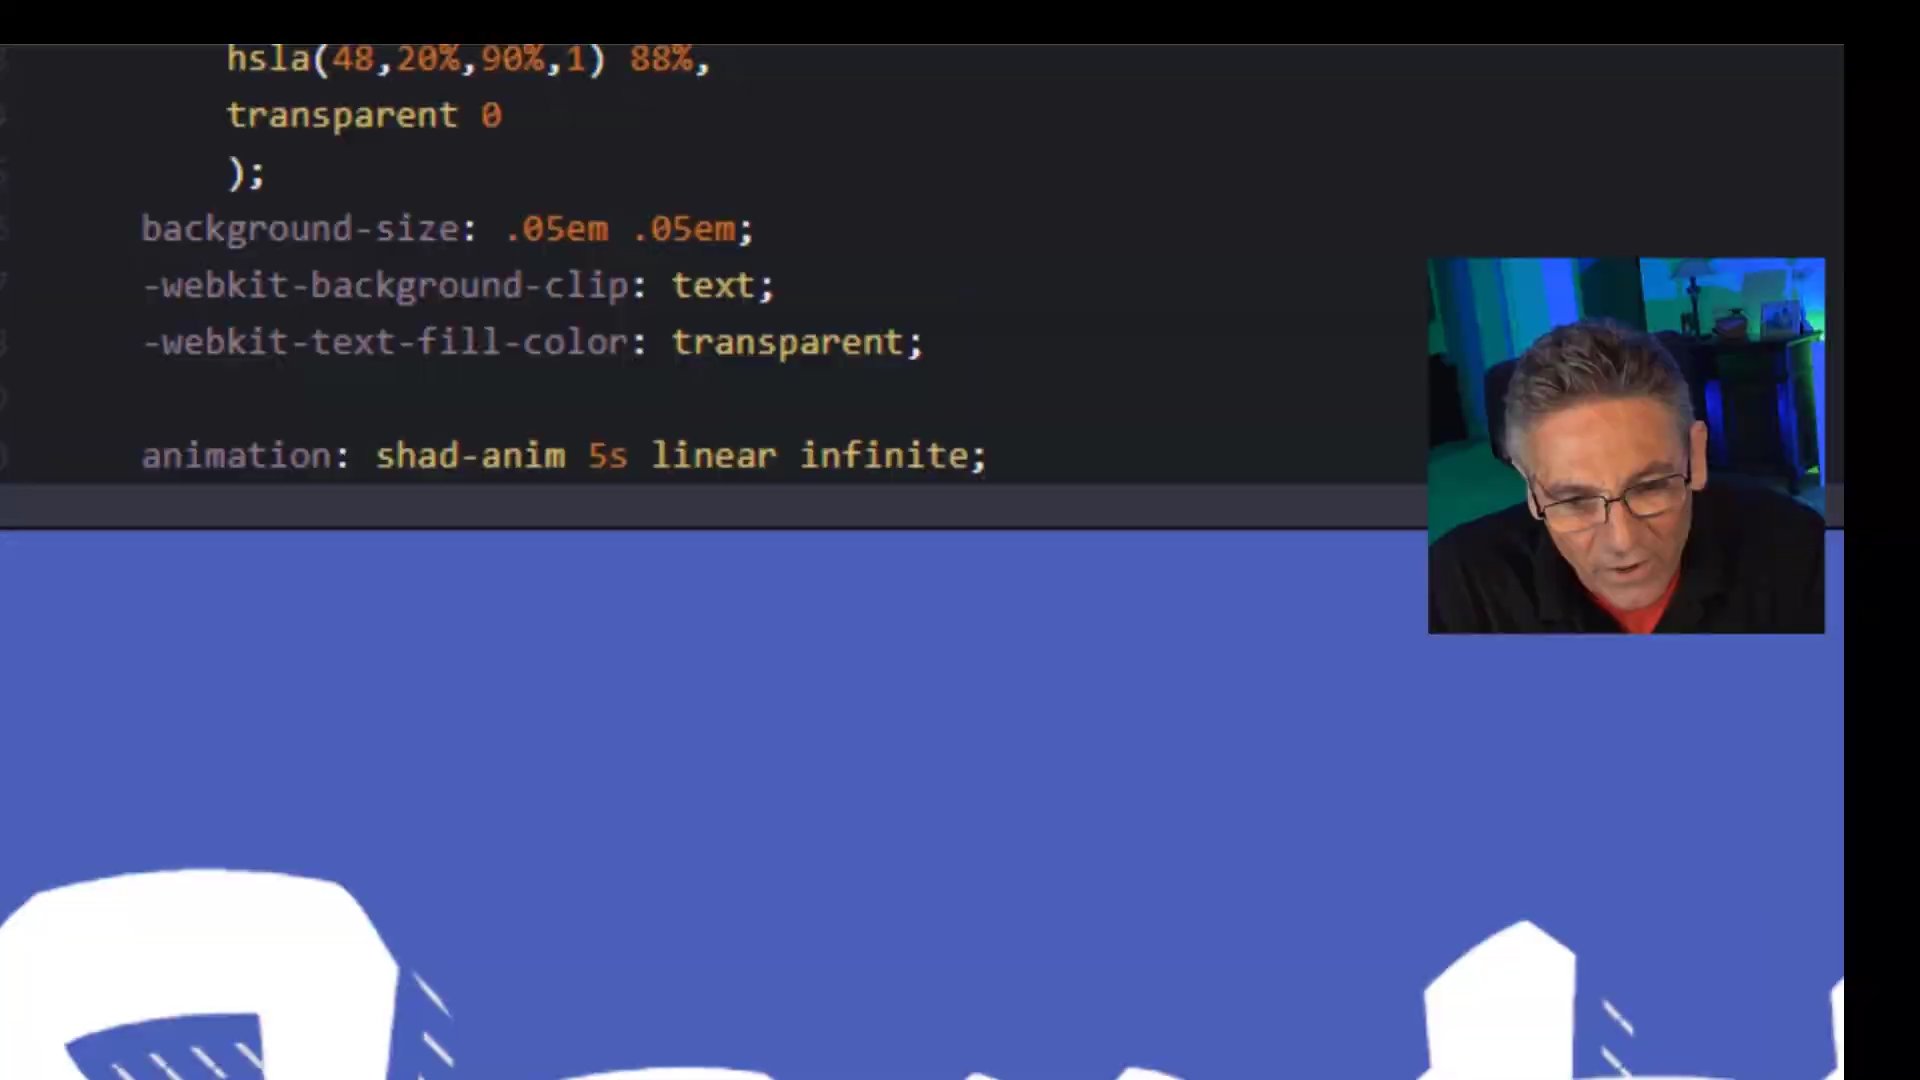 hsla(48,20%,90%,1) 88%,
transparent 0
);
background-size: .05em .05em;
-webkit-background-clip: text;
-webkit-text-fill-color: transparent;
animation: shad-anim 5s linear infinite;